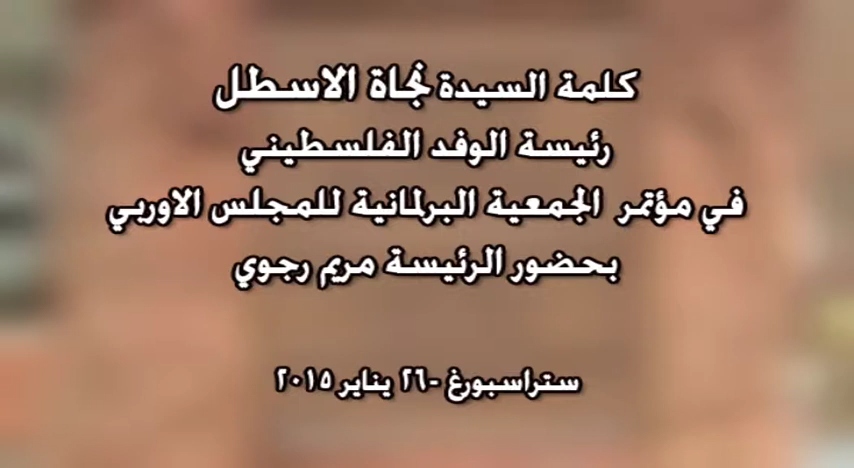 كلمة السيدة نجاة الاسطل
رئيسة الوفد الفلسطيني
في مؤتمر الجمعية البرلمانية للمجلس الاوربي
بحضور الرئيسة مريم رجوي
ستراسبورغ -٢٦ يناير ٢٠١٥